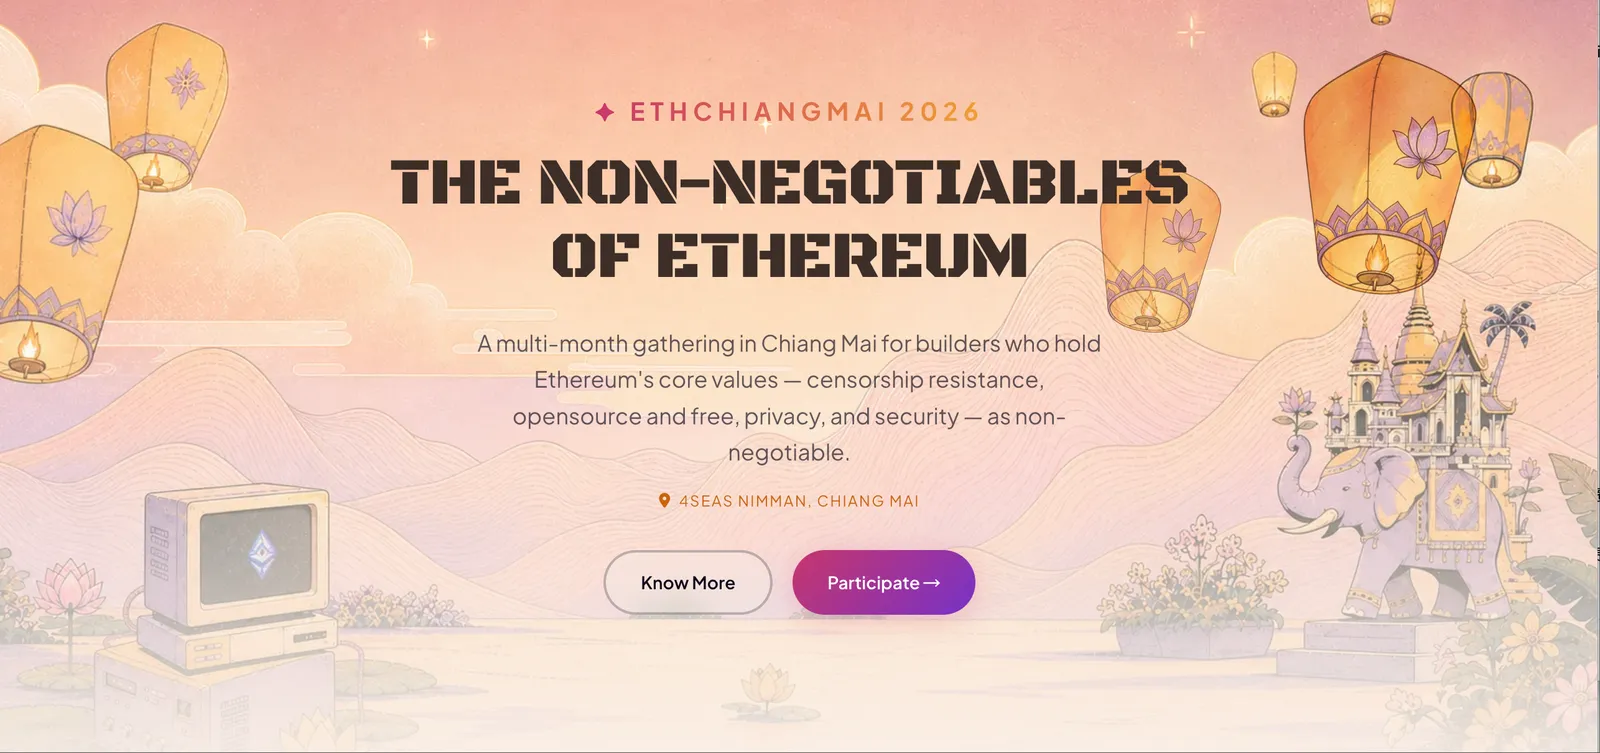 ETHCHIANGMAI 2026
THE NON-NEGOTIABLES
OF ETHEREUM
A multi-month gathering in Chiang Mai for builders who hold
Ethereum's core values — censorship resistance,
opensource and free, privacy, and security — as non-
negotiable.
4SEAS NIMMAN, CHIANG MAI
Know More
Participate →